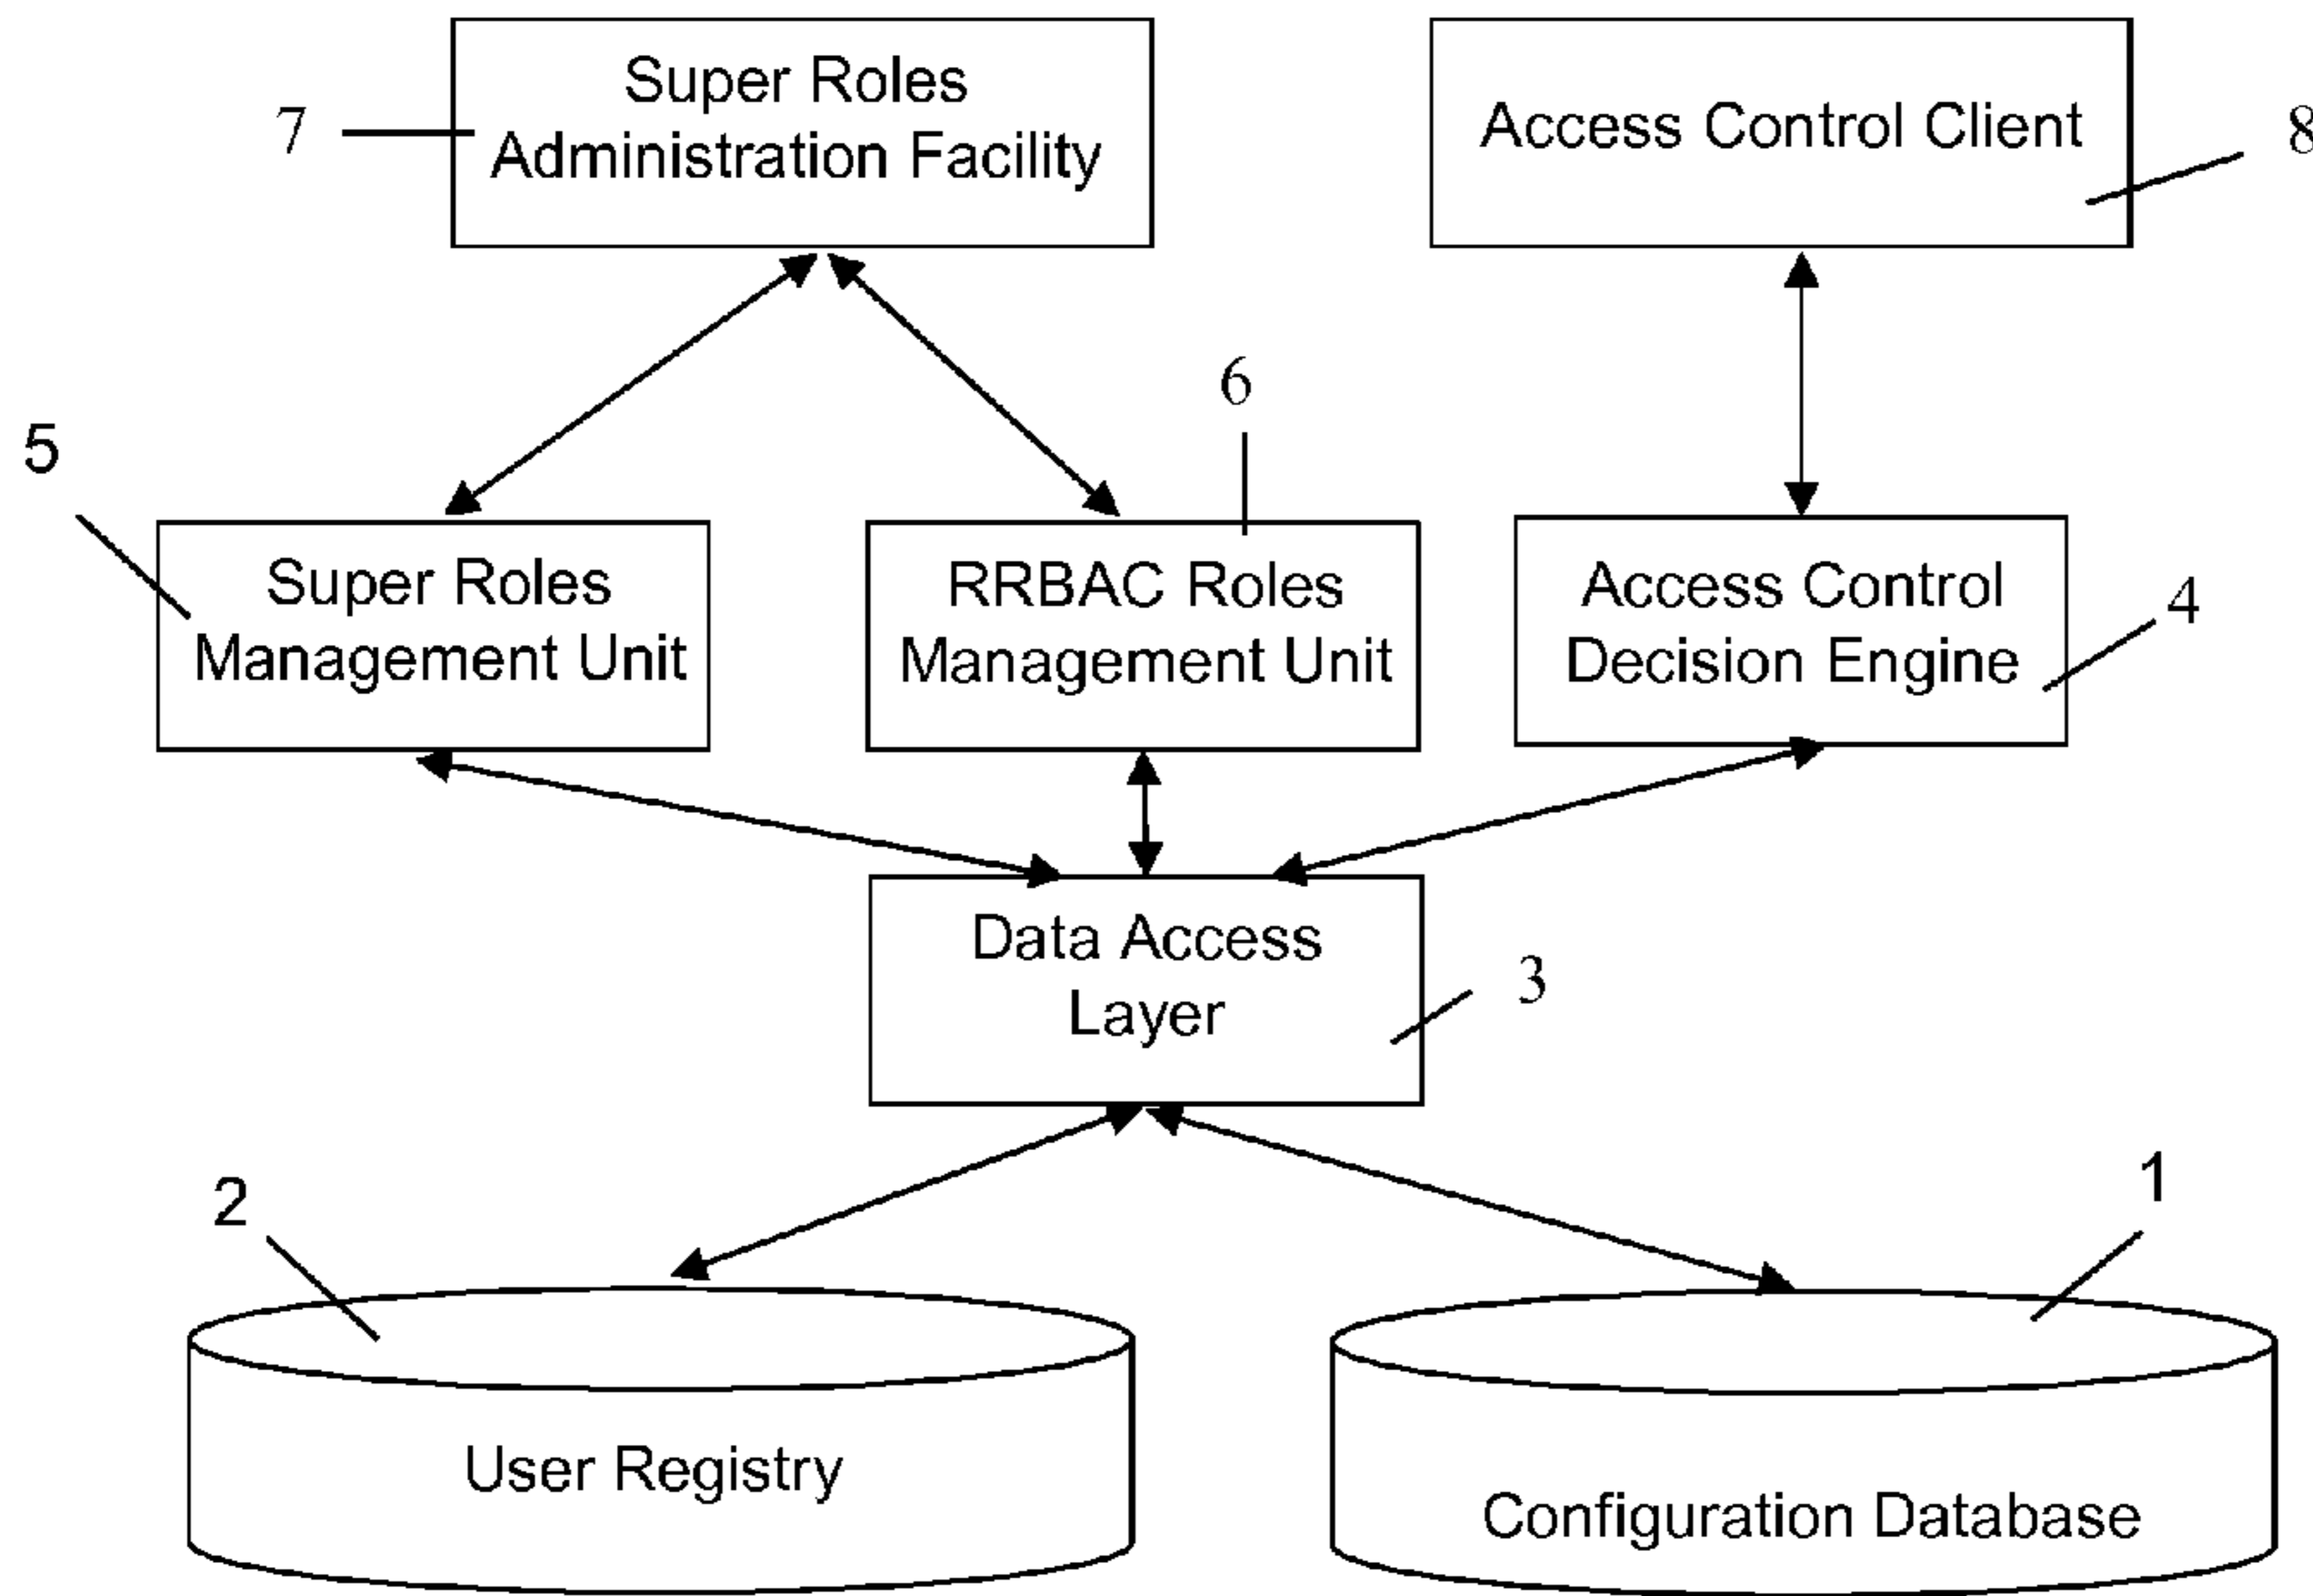 Super Roles
Administration Facility
7
Access Control Client
8
6
5
Super Roles
Management Unit
RRBAC Roles
Management Unit
Access Control
Decision Engine
4
Data Access
Layer
3
2
1
User Registry
Configuration Database